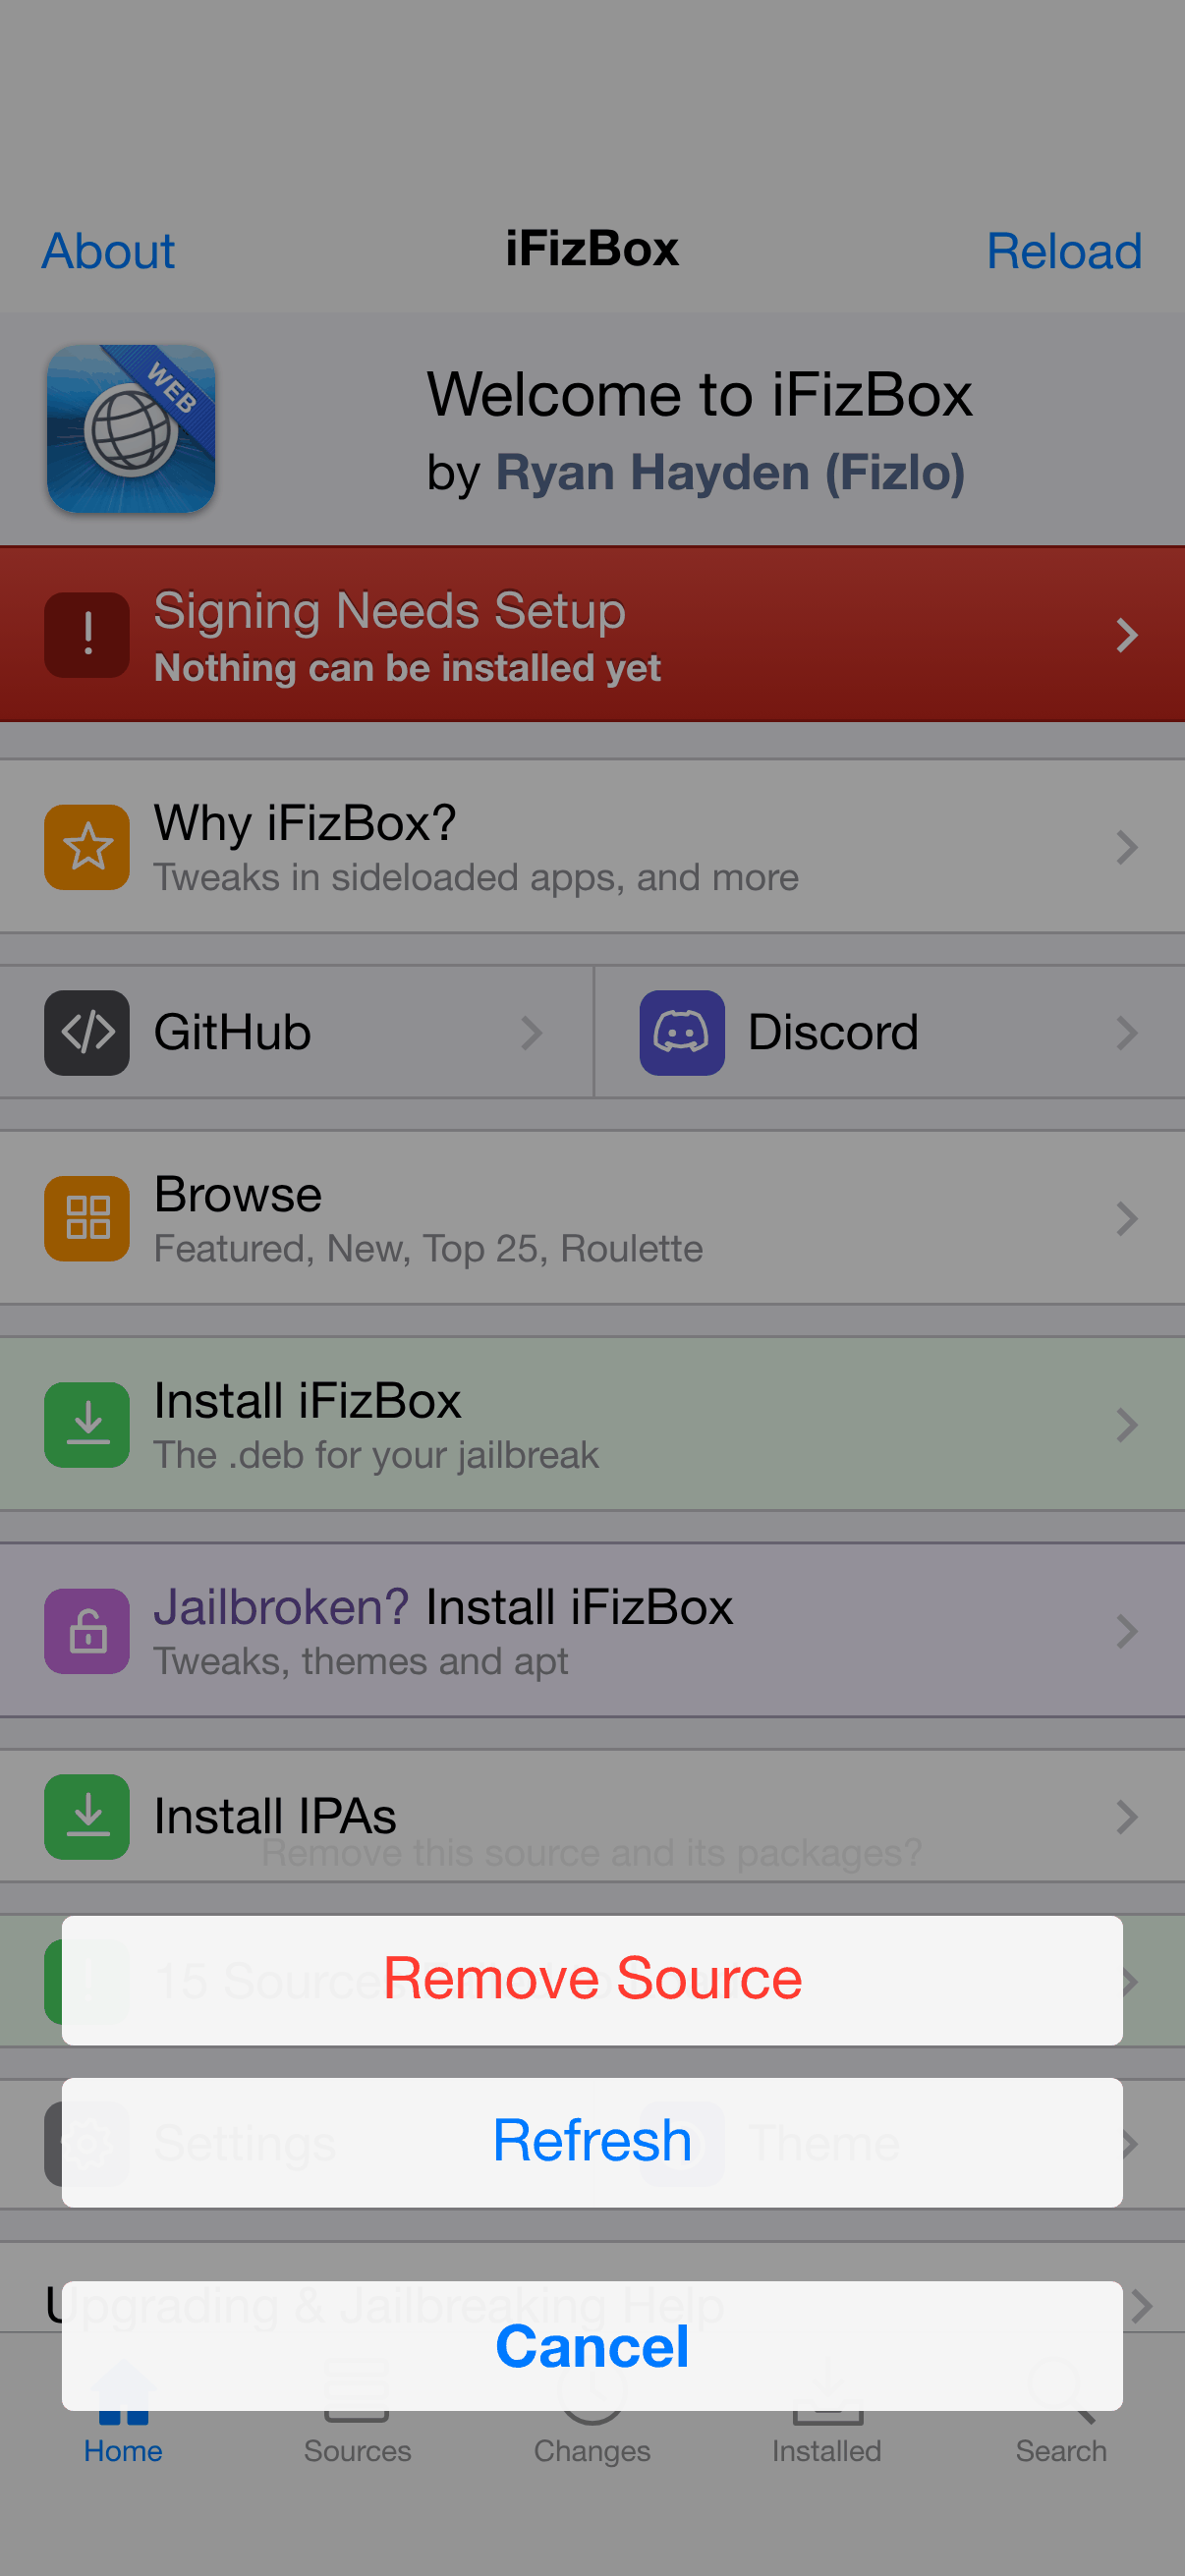 About
iFizBox
Reload
WEB
Welcome to iFizBox
by Ryan Hayden (Fizlo)
Signing Needs Setup
Nothing can be installed yet
Why iFizBox?
Tweaks in sideloaded apps, and more
GitHub
Discord
Browse
Featured, New, Top 25, Roulette
Install iFizBox
The .deb for your jailbreak
Jailbroken? Install iFizBox
Tweaks, themes and apt
Install IPAs
Remove this source and its packages?
15 Sources
Remove Source
Settings
Theme
Refresh
Upgrading & Jailbreaking Help
Cancel
Home
Sources
Changes
Installed
Search